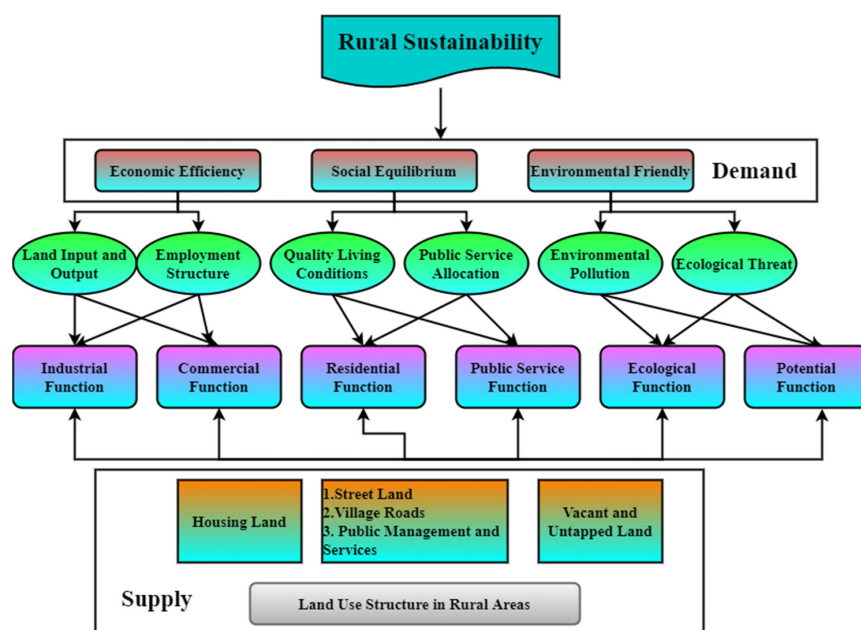 Rural Sustainability
Economic Efficiency
Social Equilibrium
Environmental Friendly
Demand
Land Input and
Output
Employment
Structure
Quality Living
Conditions
Public Service
Allocation
Environmental
Pollution
Ecological Threat
Industrial
Function
Commercial
Function
Residential
Function
Public Service
Function
Ecological
Function
Potential
Function
Housing Land
1.Street Land
2.Village Roads
3. Public Management and
Services
Vacant and
Untapped Land
Supply
Land Use Structure in Rural Areas